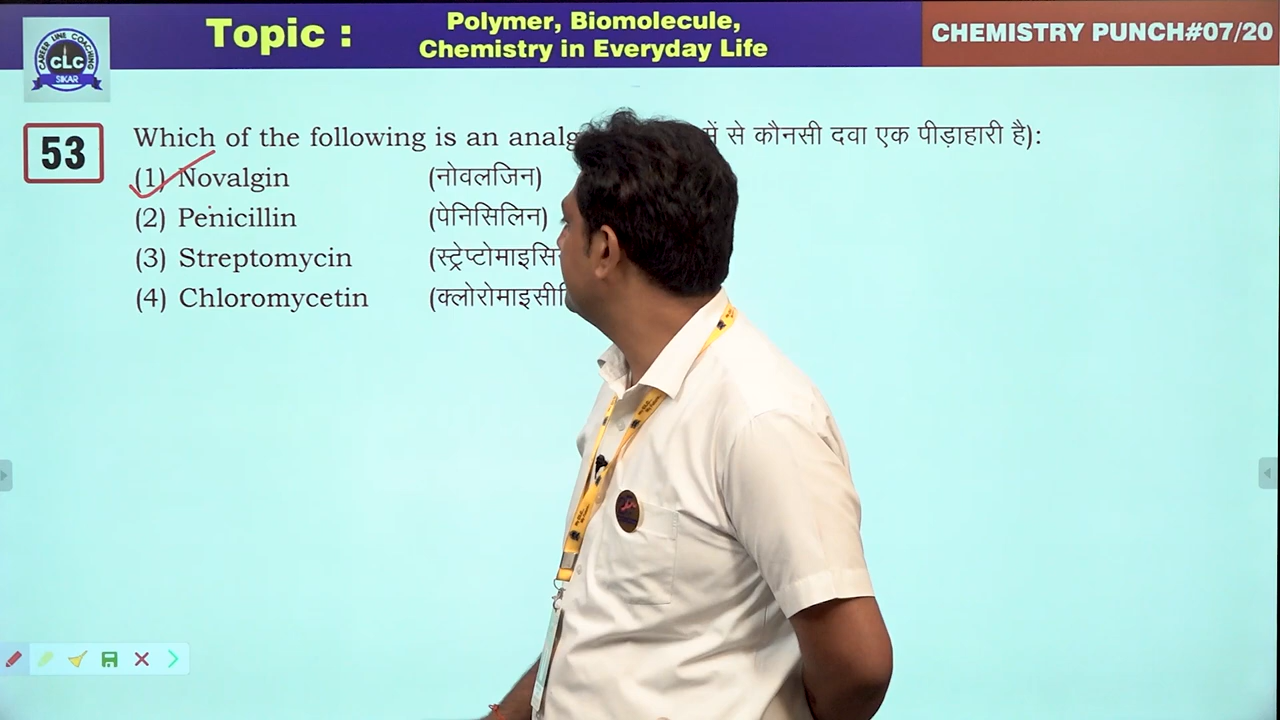 Topic :
Polymer, Biomolecule,
Chemistry in Everyday Life
CHEMISTRY PUNCH#07/20
CAREER LINE COACHING
CLC
SIKAR
53
Which of the following is an में से कौनसी दवा एक पीड़ाहारी है):
(1) Novalgin (नोवलजिन)
(2) Penicillin (पेनिसिलिन)
(3) Streptomycin
(4) Chloromycetin